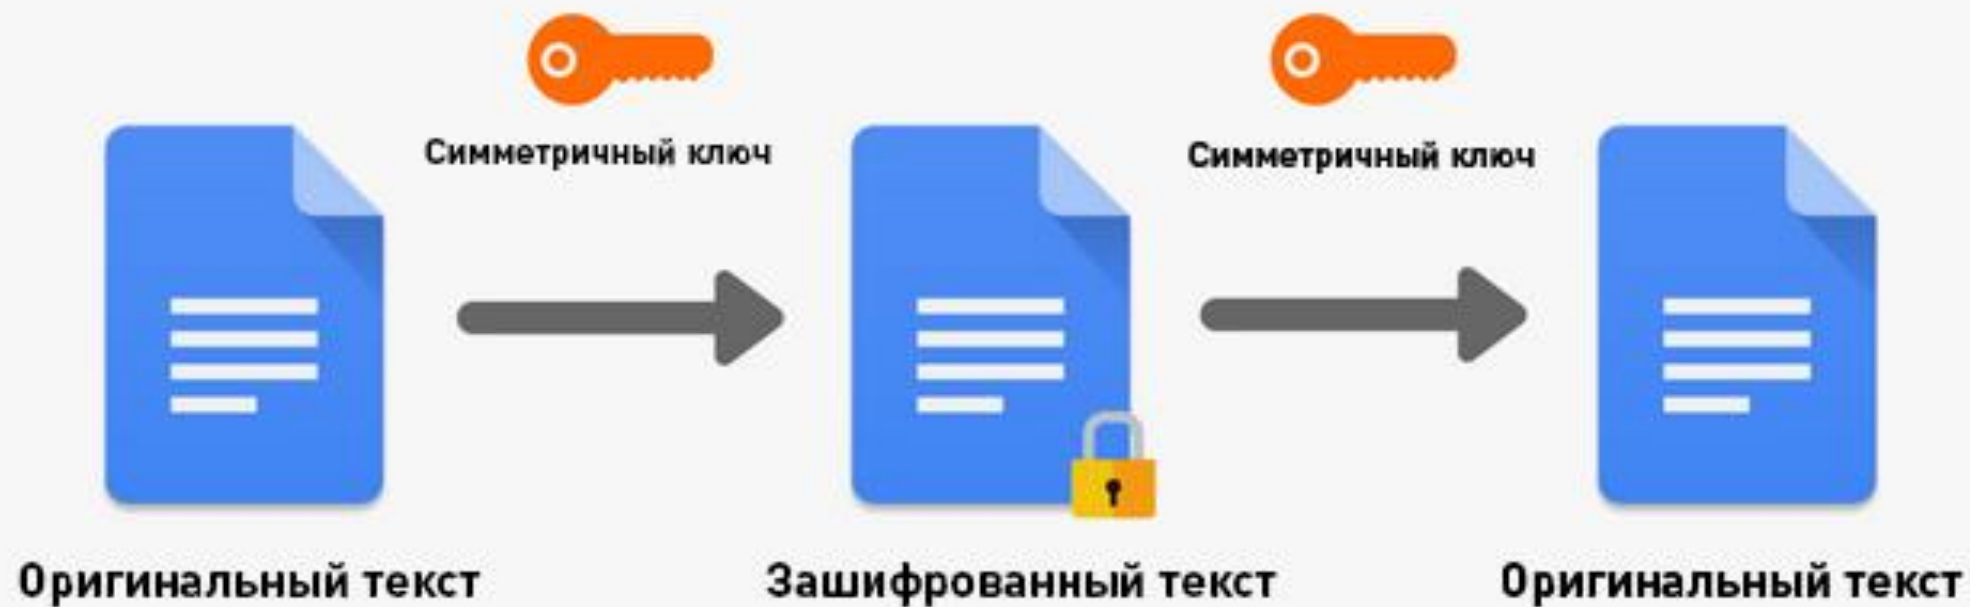 Симметричный ключ
Симметричный ключ
Оригинальный текст
Зашифрованный текст
Оригинальный текст